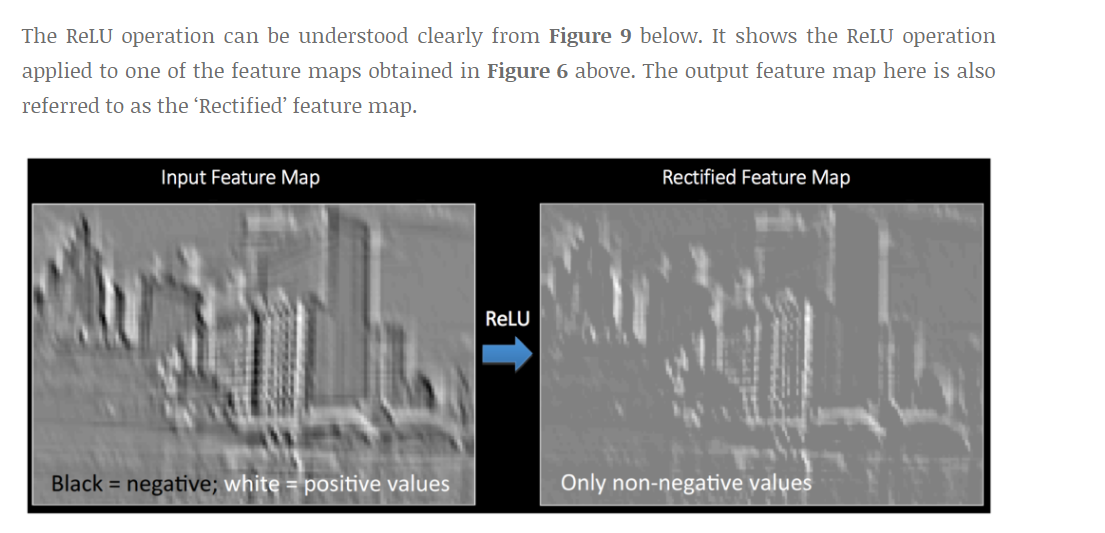 The ReLU operation can be understood clearly from Figure 9 below. It shows the ReLU operation
applied to one of the feature maps obtained in Figure 6 above. The output feature map here is also
referred to as the ‘Rectified’ feature map.
Input Feature Map
Rectified Feature Map
ReLU
Black = negative; white = positive values
Only non-negative values